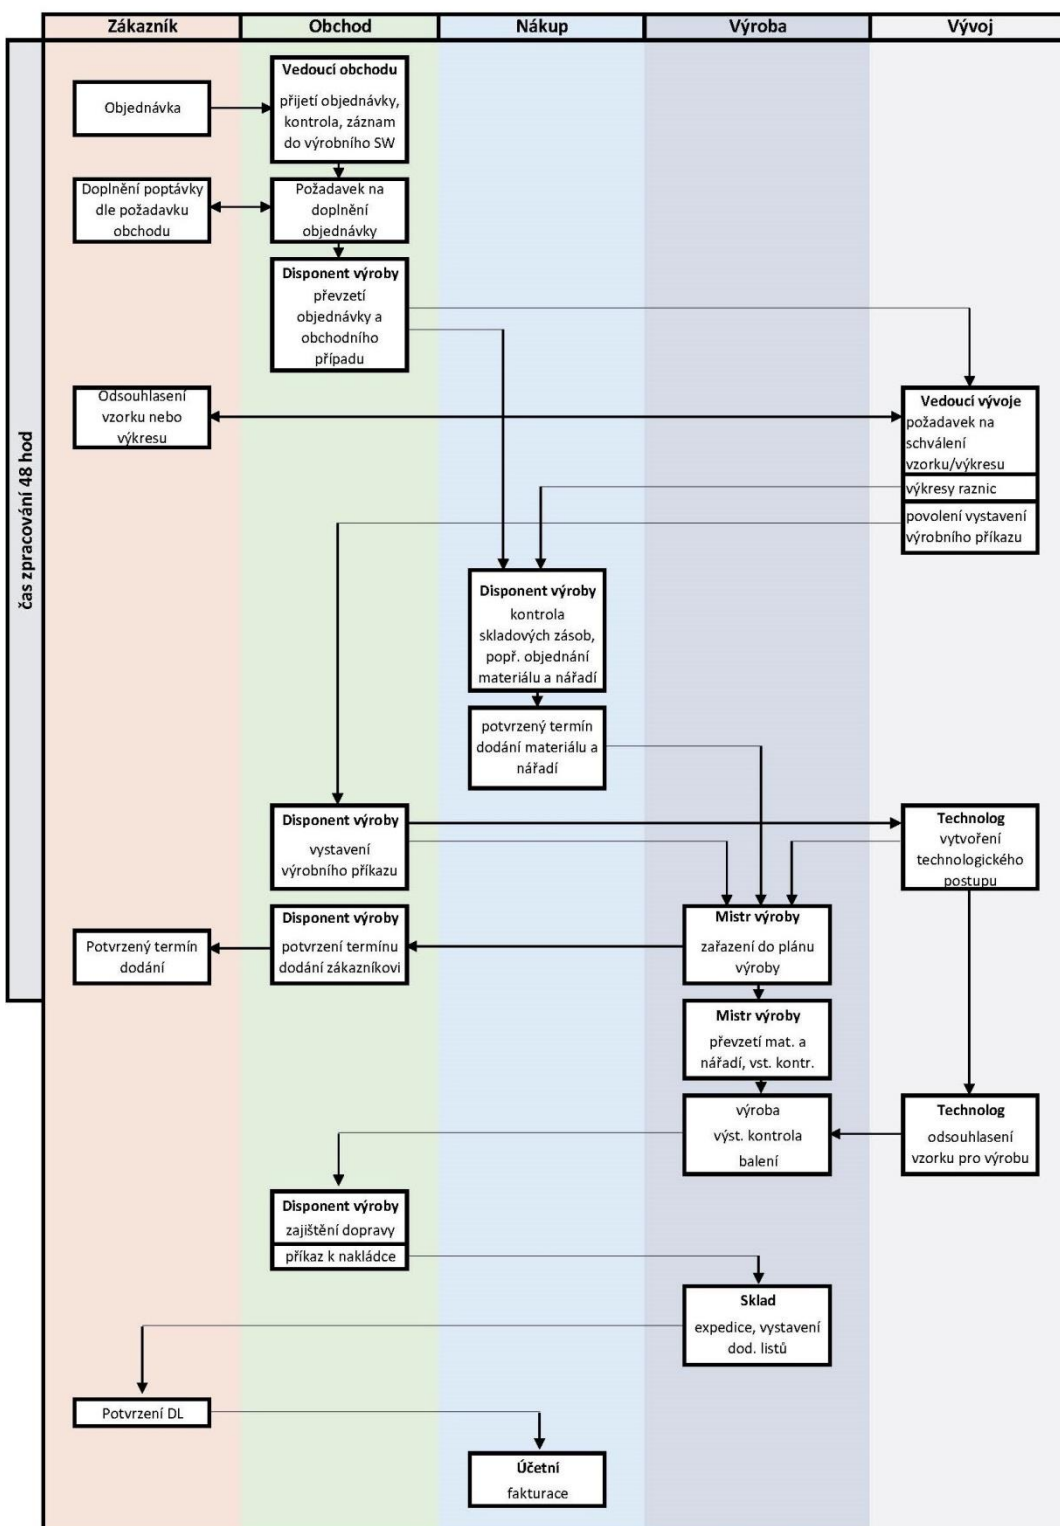 Zákazník
Obchod
Nákup
Výroba
Vývoj
čas zpracování 48 hod
Objednávka
Vedoucí obchodu
přijetí objednávky,
kontrola, záznam
do výrobního SW
Doplnění poptávky
dle požadavku
obchodu
Požadavek na
doplnění
objednávky
Disponent výroby
převzetí
objednávky a
obchodního
případu
Odsouhlasení
vzorku nebo
výkresu
Vedoucí vývoje
požadavek na
schválení
vzorku/výkresu
výkresy raznic
povolení vystavení
výrobního příkazu
Disponent výroby
kontrola
skladových zásob,
popř. objednání
materiálu a nářadí
potvrzený termín
dodání materiálu a
nářadí
Disponent výroby
vystavení
výrobního příkazu
Technolog
vytvoření
technologického
postupu
Potvrzený termín
dodání
Disponent výroby
potvrzení termínu
dodání zákazníkovi
Mistr výroby
zařazení do plánu
výroby
Mistr výroby
převzetí mat. a
nářadí, vst. kontr.
výroba
výst. kontrola
balení
Technolog
odsouhlasení
vzorku pro výrobu
Disponent výroby
zajištění dopravy
příkaz k nakládce
Sklad
expedice, vystavení
dod. listů
Potvrzení DL
Účetní
fakturace